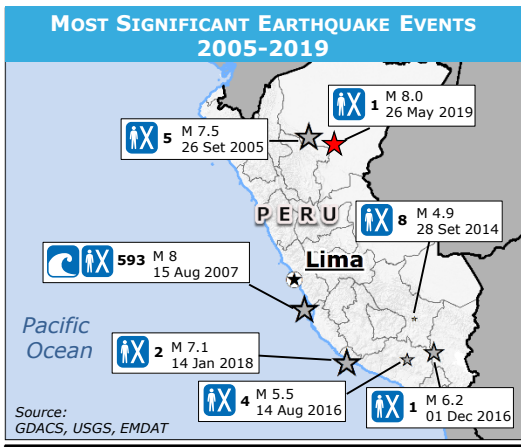 MOST SIGNIFICANT EARTHQUAKE EVENTS
2005-2019
1 M 8.0
26 May 2019
5 M 7.5
26 Set 2005
PERU
8 M 4.9
28 Set 2014
Lima
593 M 8
15 Aug 2007
Pacific
Ocean
2 M 7.1
14 Jan 2018
4 M 5.5
14 Aug 2016
1 M 6.2
01 Dec 2016
Source:
GDACS, USGS, EMDAT